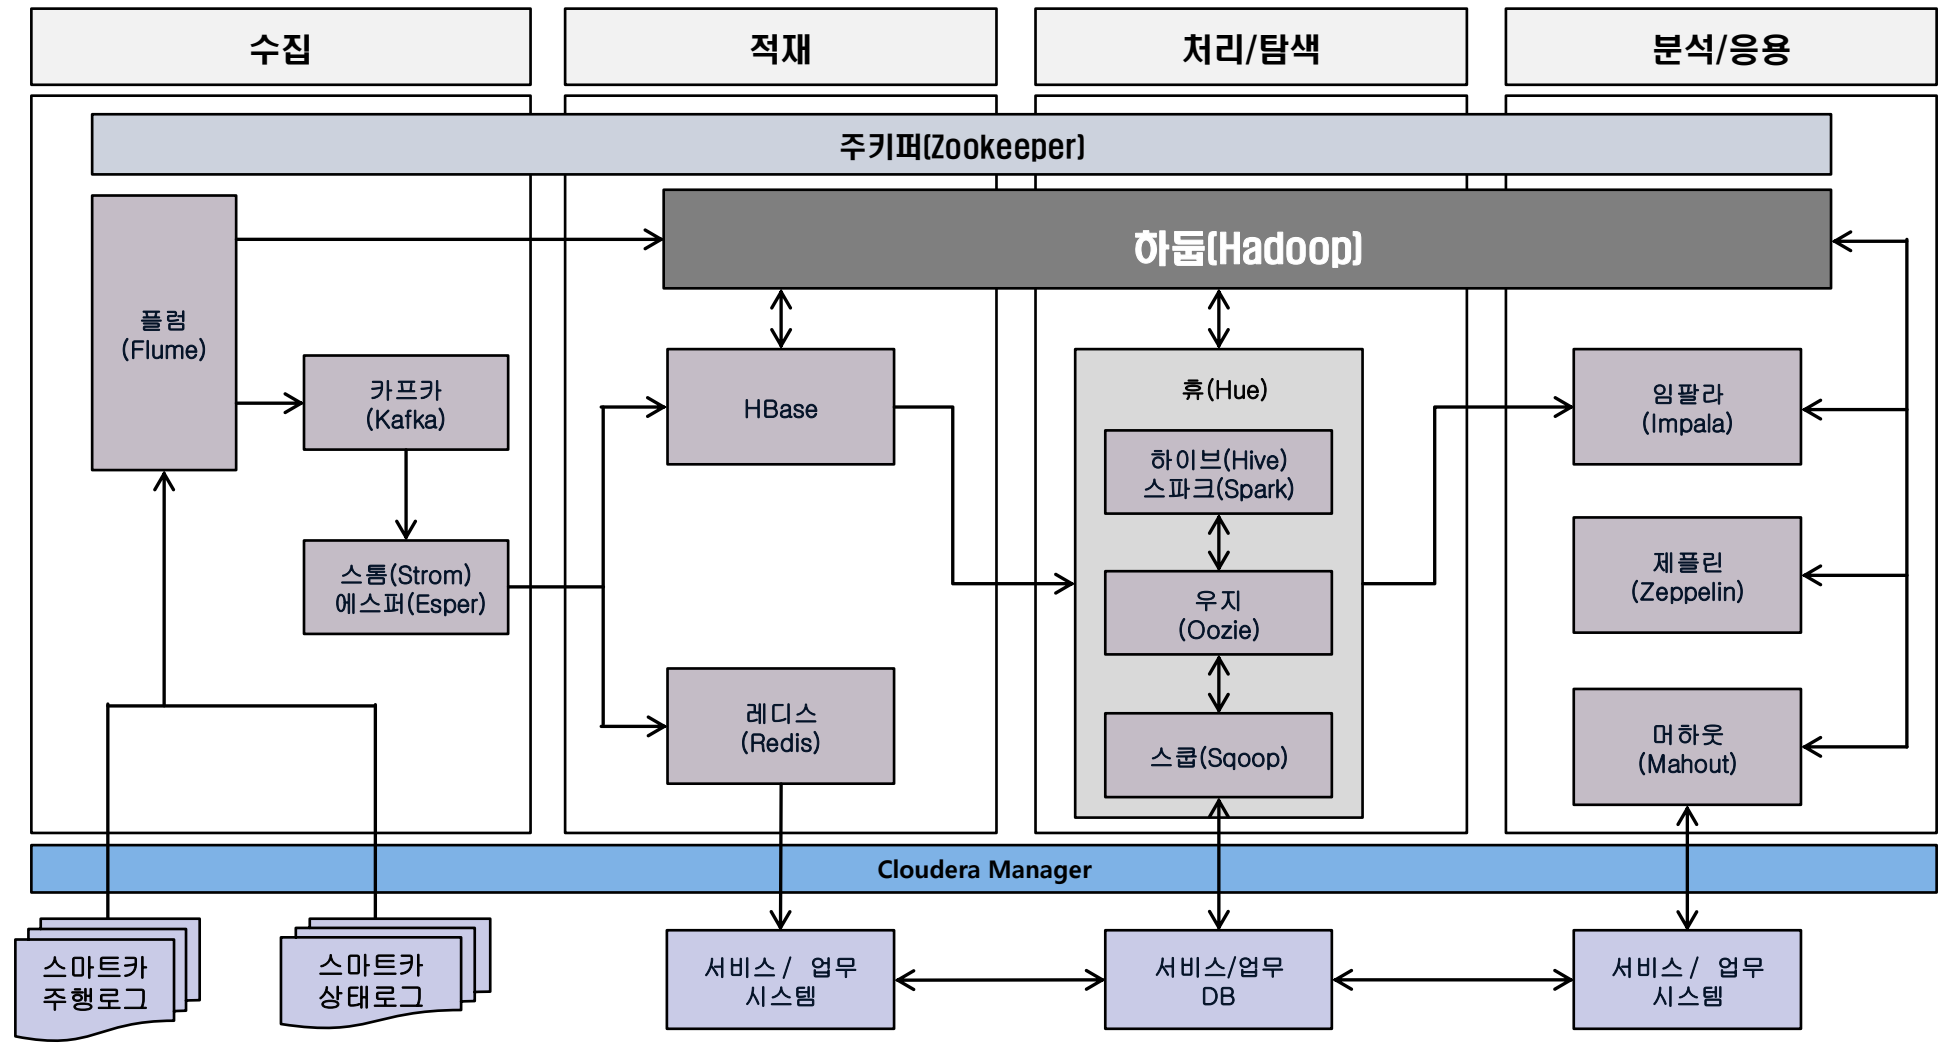 수집
적재
처리/탐색
분석/응용
주키퍼(Zookeeper)
하둡(Hadoop)
플럼
(Flume)
카프카
(Kafka)
스톰(Strom)
에스퍼(Esper)
HBase
레디스
(Redis)
휴(Hue)
하이브(Hive)
스파크(Spark)
우지
(Oozie)
스쿱(Sqoop)
임팔라
(Impala)
제플린
(Zeppelin)
머하웃
(Mahout)
Cloudera Manager
스마트카
주행로그
스마트카
상태로그
서비스 / 업무
시스템
서비스/업무
DB
서비스 / 업무
시스템